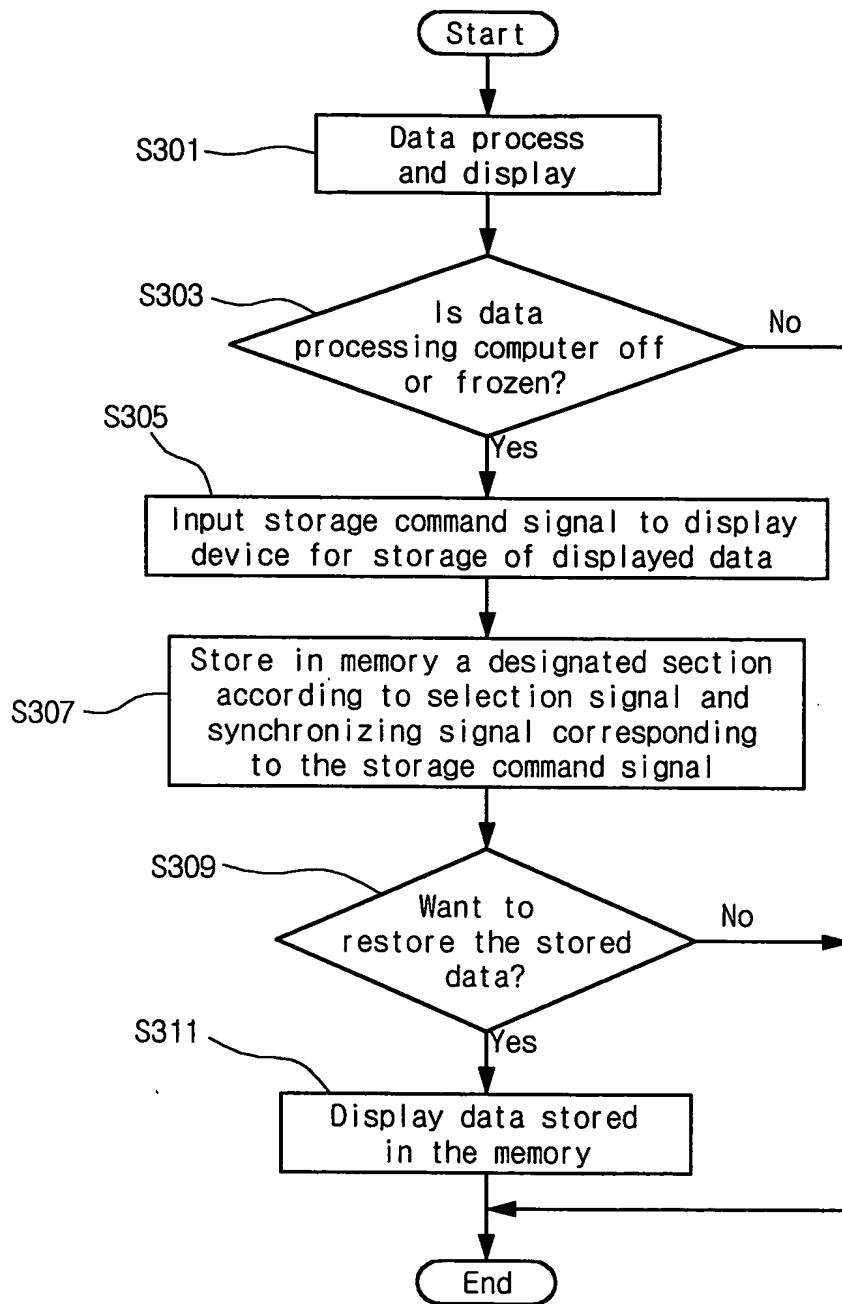 Start
S301
Data process
and display
S303
Is data
processing computer off
or frozen?
No
Yes
S305
Input storage command signal to display
device for storage of displayed data
S307
Store in memory a designated section
according to selection signal and
synchronizing signal corresponding
to the storage command signal
S309
Want to
restore the stored
data?
No
Yes
S311
Display data stored
in the memory
End